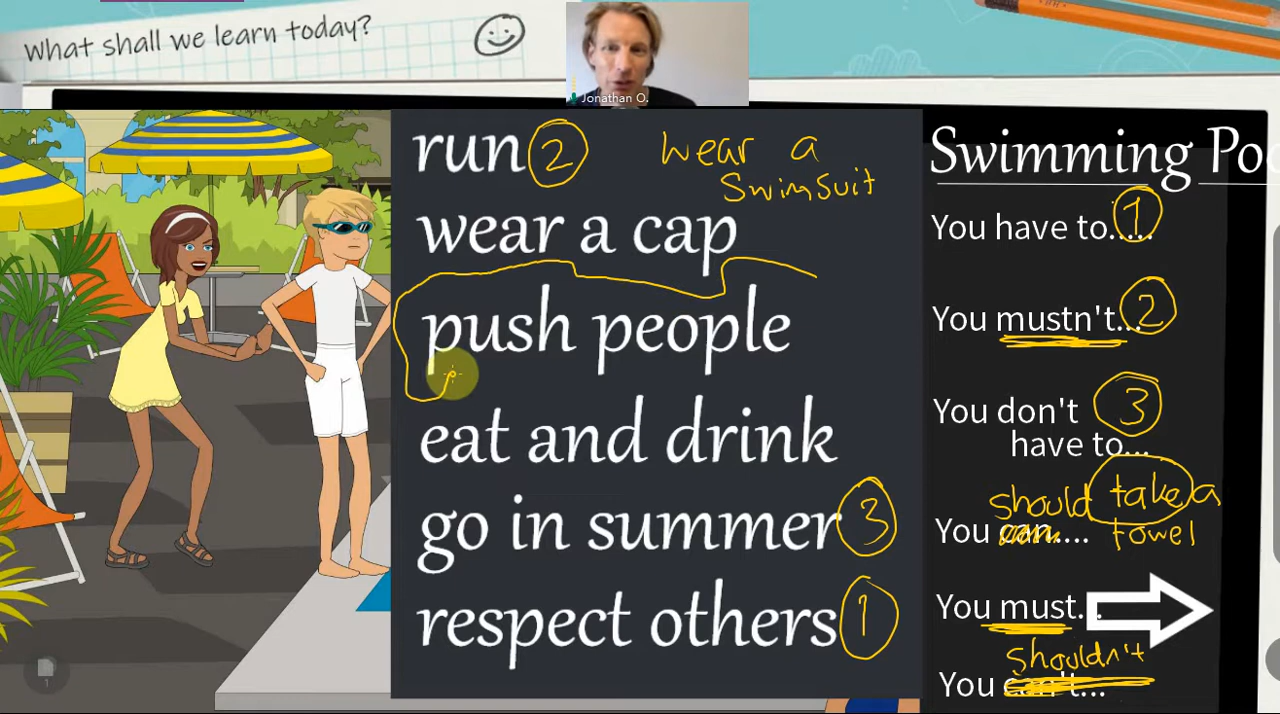 What shall we learn today?
Jonathan O.
run 2
wear a
swimsuit
wear a cap
push people
eat and drink
go in summer 3
respect others 1
Swimming Poo
You have to..... 1
You mustn't... 2
You don't 3
have to...
should take a
You can.... towel
You must...
shouldn't
You can't...
1